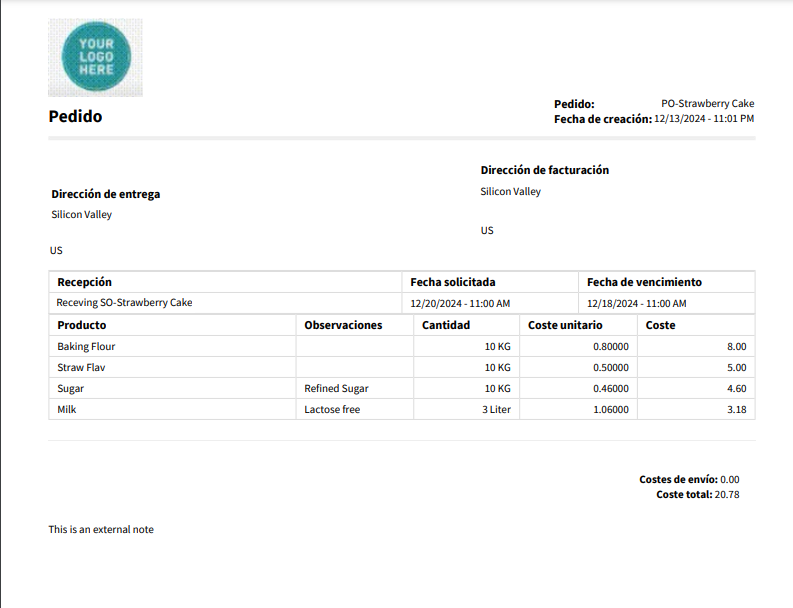 YOUR
LOGO
HERE
Pedido
Pedido: PO-Strawberry Cake
Fecha de creación: 12/13/2024 - 11:01 PM
Dirección de facturación
Silicon Valley
US
Dirección de entrega
Silicon Valley
US
Recepción Fecha solicitada Fecha de vencimiento
Receving SO-Strawberry Cake 12/20/2024 - 11:00 AM 12/18/2024 - 11:00 AM
Producto Observaciones Cantidad Coste unitario Coste
Baking Flour 10 KG 0.80000 8.00
Straw Flav 10 KG 0.50000 5.00
Sugar Refined Sugar 10 KG 0.46000 4.60
Milk Lactose free 3 Liter 1.06000 3.18
Costes de envío: 0.00
Coste total: 20.78
This is an external note